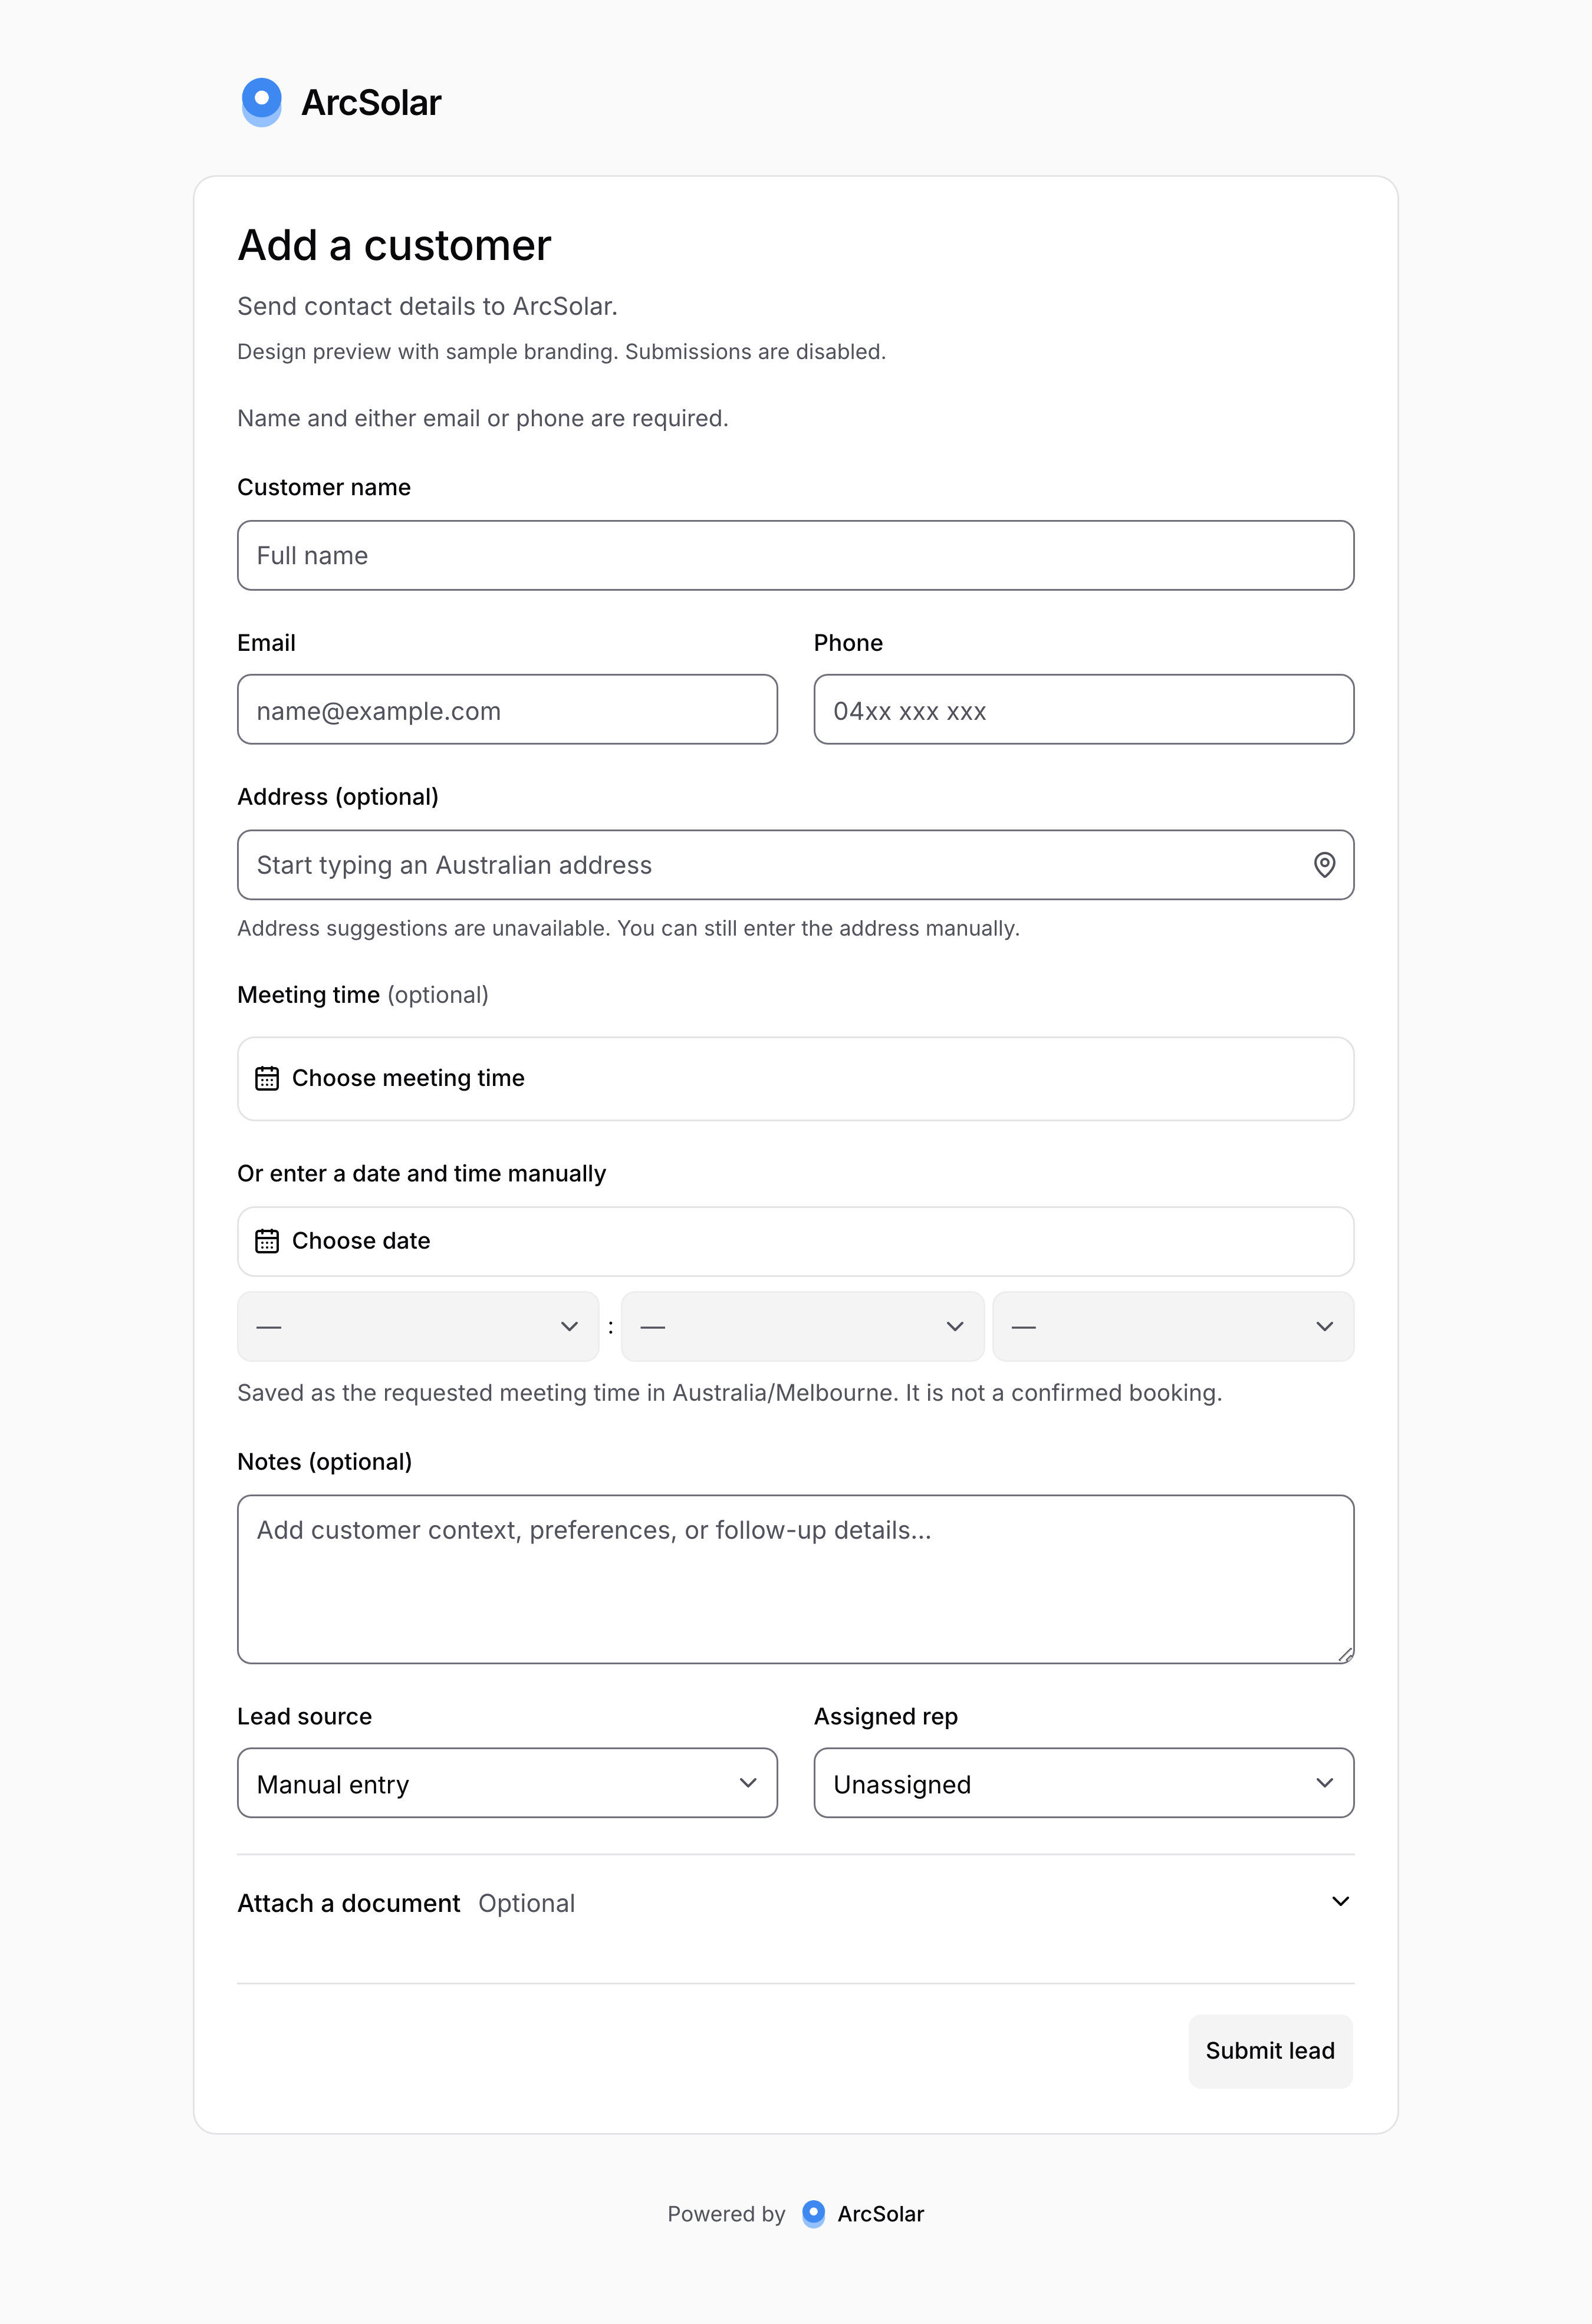 ArcSolar
Add a customer
Send contact details to ArcSolar.
Design preview with sample branding. Submissions are disabled.
Name and either email or phone are required.
Customer name
Full name
Email
Phone
name@example.com
04xx xxx xxx
Address (optional)
Start typing an Australian address
Address suggestions are unavailable. You can still enter the address manually.
Meeting time (optional)
Choose meeting time
Or enter a date and time manually
Choose date
— : — —
Saved as the requested meeting time in Australia/Melbourne. It is not a confirmed booking.
Notes (optional)
Add customer context, preferences, or follow-up details...
Lead source
Assigned rep
Manual entry
Unassigned
Attach a document Optional
Submit lead
Powered by ArcSolar